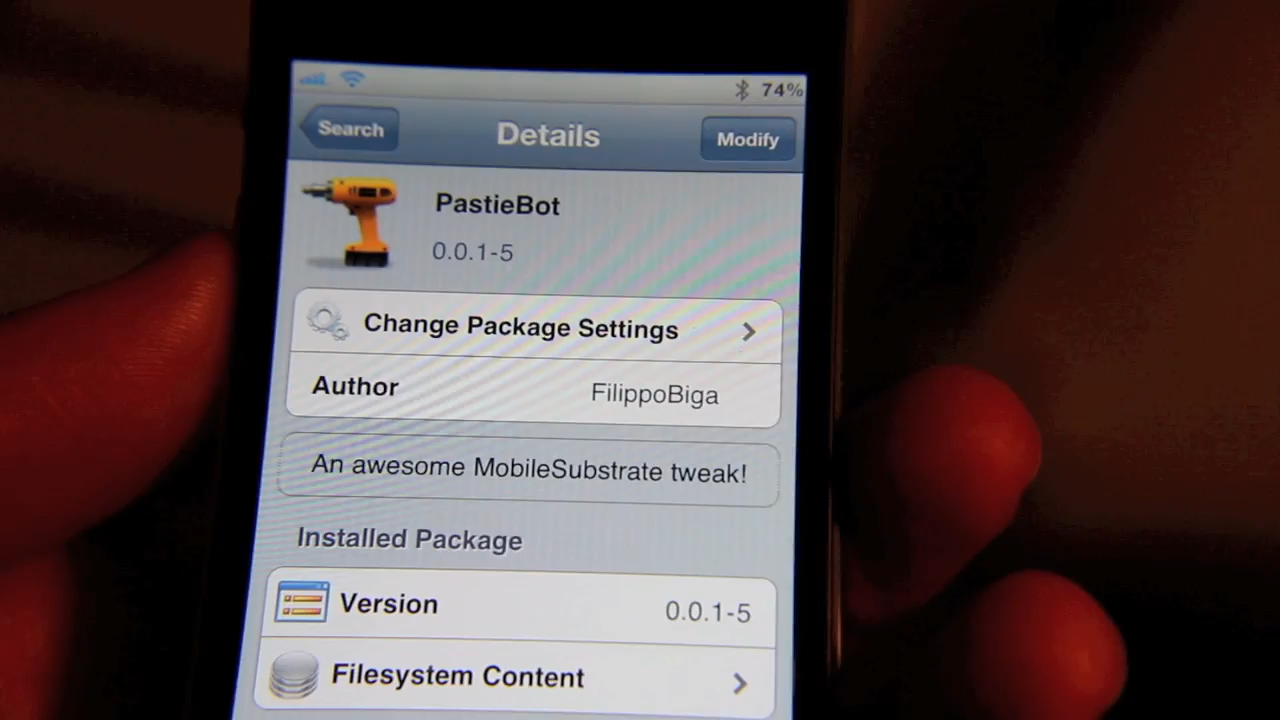 74%
Search
Details
Modify
PastieBot
0.0.1-5
Change Package Settings
Author
FilippoBiga
An awesome MobileSubstrate tweak!
Installed Package
Version
0.0.1-5
Filesystem Content